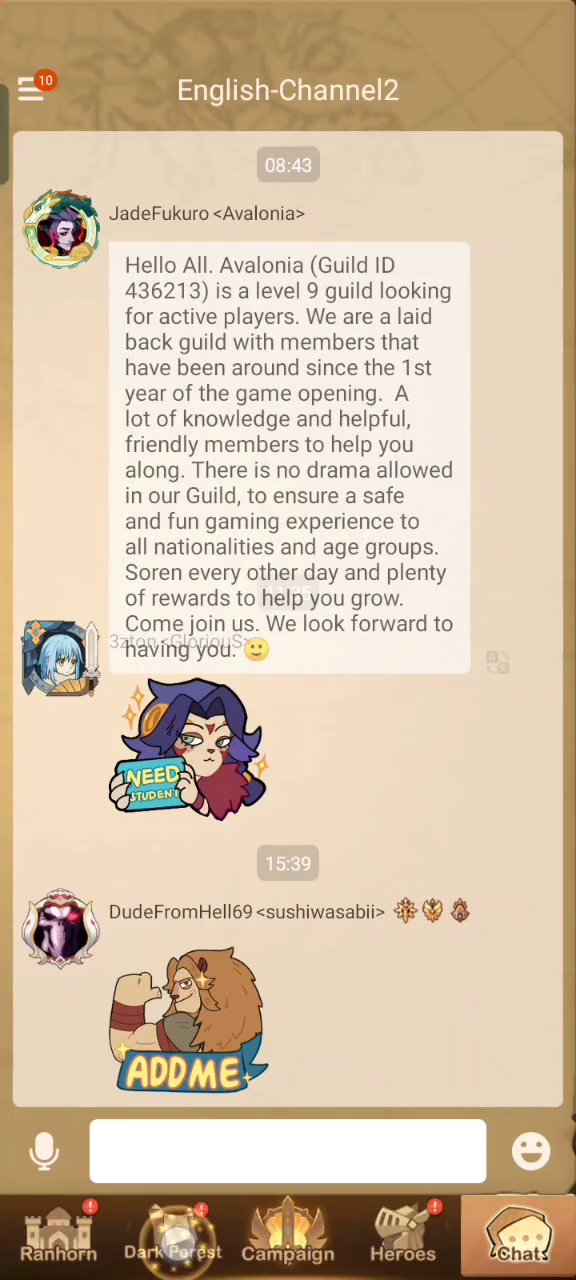 10
English-Channel2
08:43
JadeFukuro <Avalonia>
Hello All. Avalonia (Guild ID
436213) is a level 9 guild looking
for active players. We are a laid
back guild with members that
have been around since the 1st
year of the game opening.  A
lot of knowledge and helpful,
friendly members to help you
along. There is no drama allowed
in our Guild, to ensure a safe
and fun gaming experience to
all nationalities and age groups.
Soren every other day and plenty
of rewards to help you grow.
Come join us. We look forward to
having you. 🙂
3zton <GloriouS>
NEED
STUDENT
15:39
DudeFromHell69 <sushiwasabii>
ADD ME
Ranhorn
Dark Forest
Campaign
Heroes
Chat